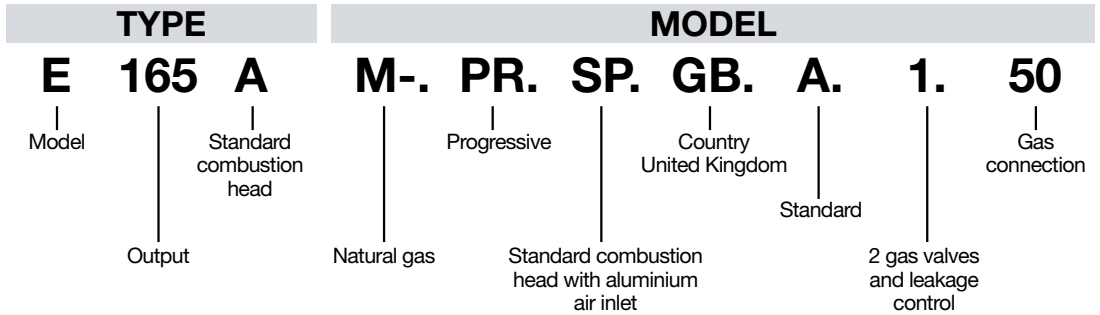 TYPE MODEL
E 165 A M-. PR. SP. GB. A. 1. 50
Model
Standard
combustion
head
Progressive
Country
United Kingdom
Gas
connection
Standard
Output
Natural gas
Standard combustion
head with aluminium
air inlet
2 gas valves
and leakage
control